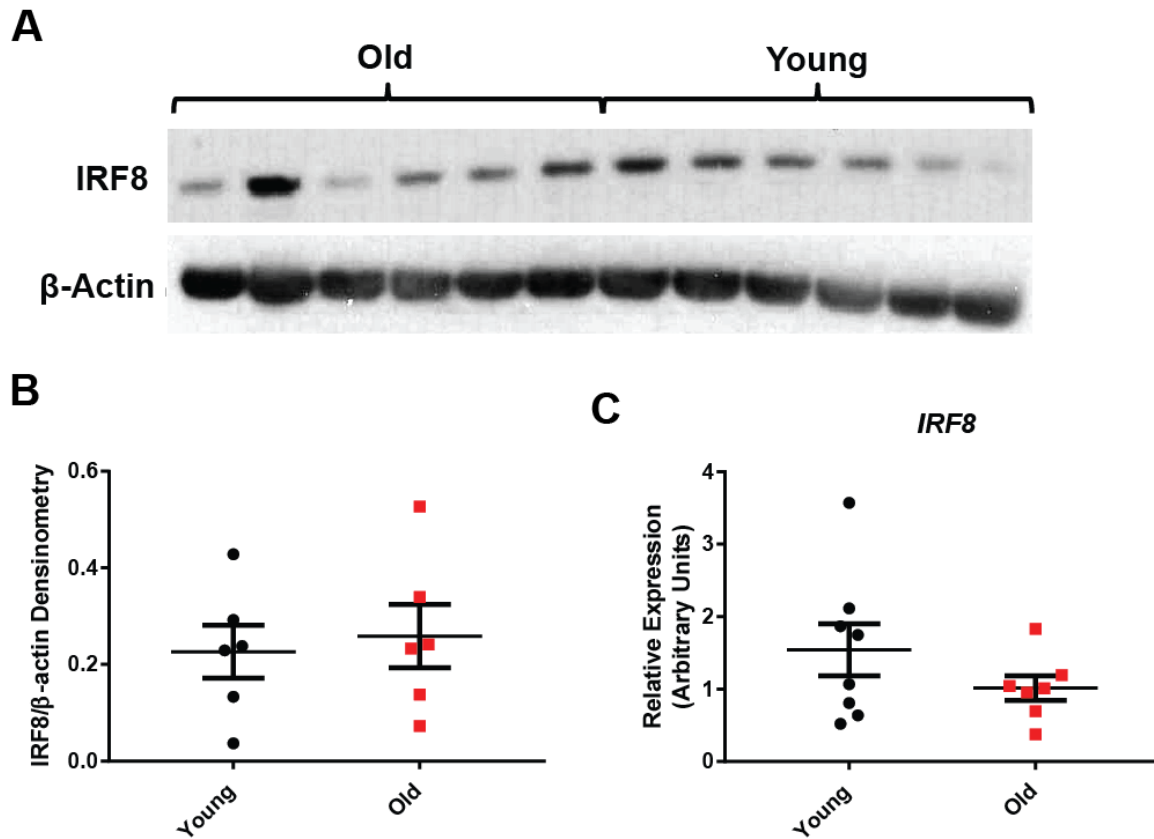 A
Old Young
IRF8
β-Actin
B
IRF8/β-actin Densinometry
0.6
0.4
0.2
0.0
Young Old
C
IRF8
Relative Expression
(Arbitrary Units)
4
3
2
1
0
Young Old